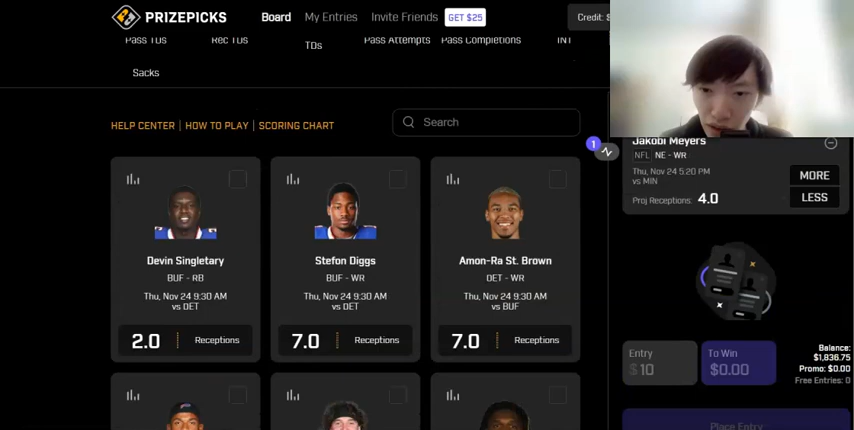 PRIZEPICKS
Board My Entries Invite Friends GET $25 Credit: $
Pass TDs Rec TDs TDs Pass Attempts Pass Completions INT
Sacks
HELP CENTER | HOW TO PLAY | SCORING CHART
Search
Devin Singletary
BUF - RB
Thu, Nov 24 9:30 AM
vs DET
2.0 Receptions
Stefon Diggs
BUF - WR
Thu, Nov 24 9:30 AM
vs DET
7.0 Receptions
Amon-Ra St. Brown
DET - WR
Thu, Nov 24 9:30 AM
vs BUF
7.0 Receptions
1
Jakobi Meyers
NFL NE - WR
Thu, Nov 24 5:20 PM
vs MIN
Proj Receptions: 4.0
MORE
LESS
Entry
$10
To Win
$0.00
Balance:
$1,836.75
Promo: $0.00
Free Entries: 0
Place Entry